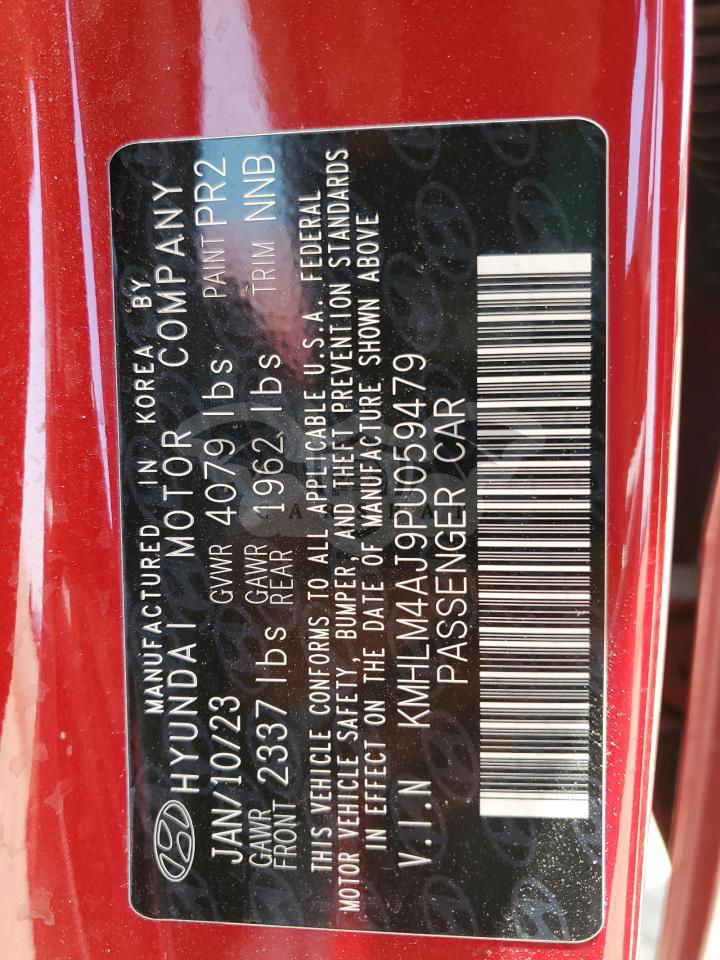 MANUFACTURED IN KOREA BY
HYUNDAI MOTOR COMPANY
JAN/10/23 GVWR 4079 lbs PAINT PR2
GAWR FRONT 2337 lbs GAWR REAR 1962 lbs TRIM NNB
THIS VEHICLE CONFORMS TO ALL APPLICABLE U.S.A. FEDERAL
MOTOR VEHICLE SAFETY, BUMPER, AND THEFT PREVENTION STANDARDS
IN EFFECT ON THE DATE OF MANUFACTURE SHOWN ABOVE
V.I.N KMHLM4AJ9PU059479
PASSENGER CAR